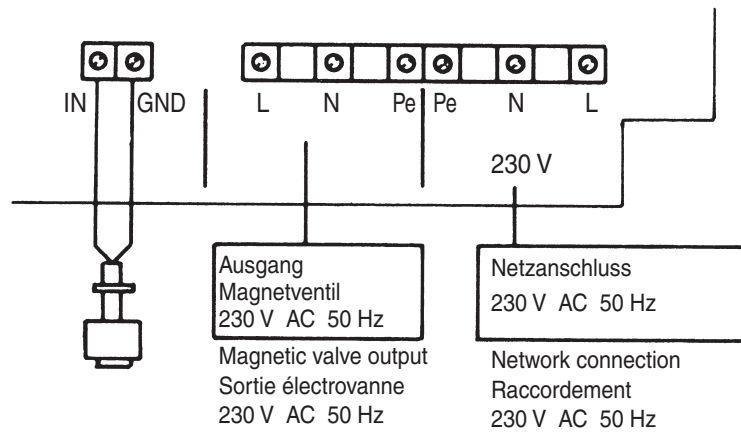 IN GND L N Pe Pe N L
230 V
Ausgang
Magnetventil
230 V AC 50 Hz
Magnetic valve output
Sortie électrovanne
230 V AC 50 Hz
Netzanschluss
230 V AC 50 Hz
Network connection
Raccordement
230 V AC 50 Hz